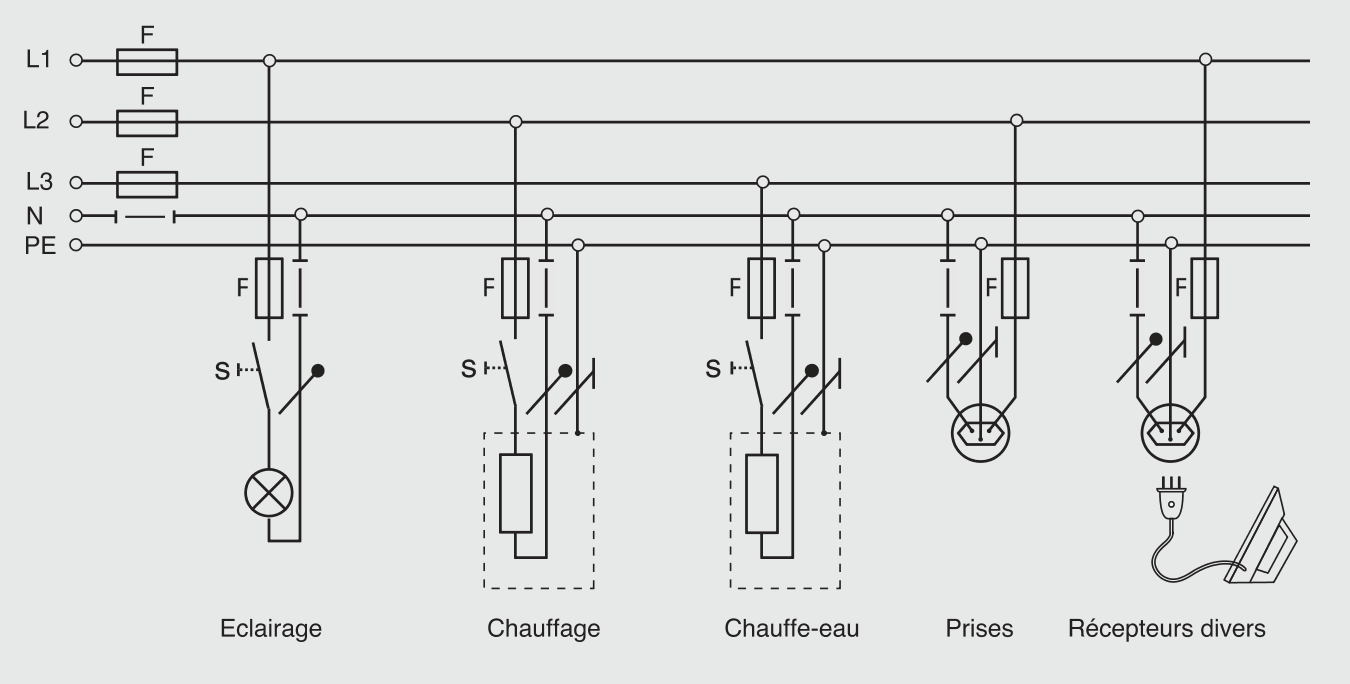 F
L1
F
L2
F
L3
N
PE
F F F F F
S S S
Eclairage Chauffage Chauffe-eau Prises Récepteurs divers